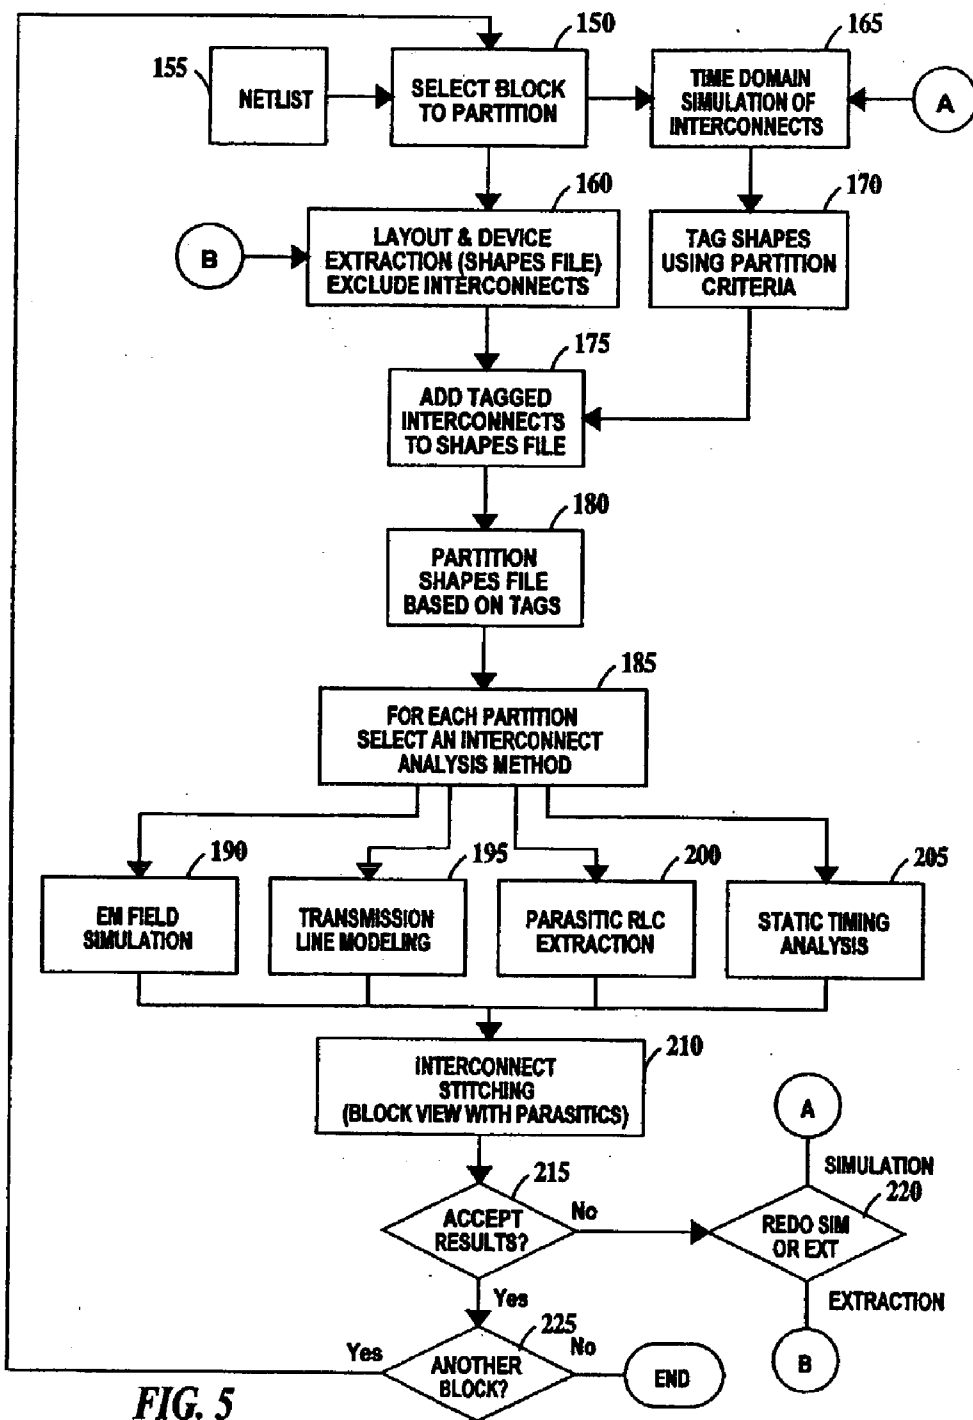 150
165
155
NETLIST
SELECT BLOCK
TO PARTITION
TIME DOMAIN
SIMULATION OF
INTERCONNECTS
A
160
170
B
LAYOUT & DEVICE
EXTRACTION (SHAPES FILE)
EXCLUDE INTERCONNECTS
TAG SHAPES
USING PARTITION
CRITERIA
175
ADD TAGGED
INTERCONNECTS
TO SHAPES FILE
180
PARTITION
SHAPES FILE
BASED ON TAGS
185
FOR EACH PARTITION
SELECT AN INTERCONNECT
ANALYSIS METHOD
190
195
200
205
EM FIELD
SIMULATION
TRANSMISSION
LINE MODELING
PARASITIC RLC
EXTRACTION
STATIC TIMING
ANALYSIS
210
INTERCONNECT
STITCHING
(BLOCK VIEW WITH PARASITICS)
A
SIMULATION
215
220
ACCEPT
RESULTS?
No
REDO SIM
OR EXT
Yes
EXTRACTION
225
Yes
No
ANOTHER
BLOCK?
END
B
FIG. 5